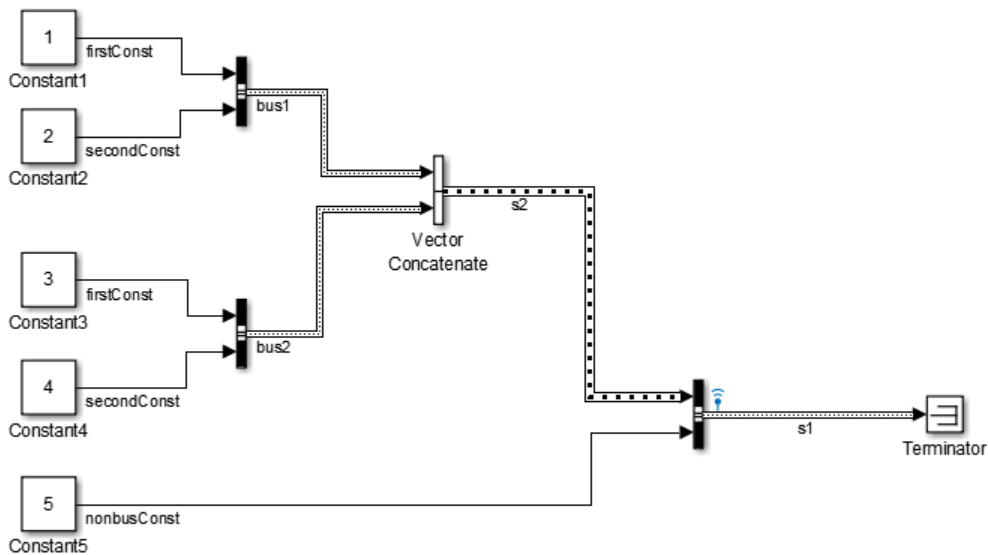 1
firstConst
Constant1
bus1
2
secondConst
Constant2
s2
Vector
Concatenate
3
firstConst
Constant3
bus2
4
secondConst
Constant4
s1
Terminator
5
nonbusConst
Constant5